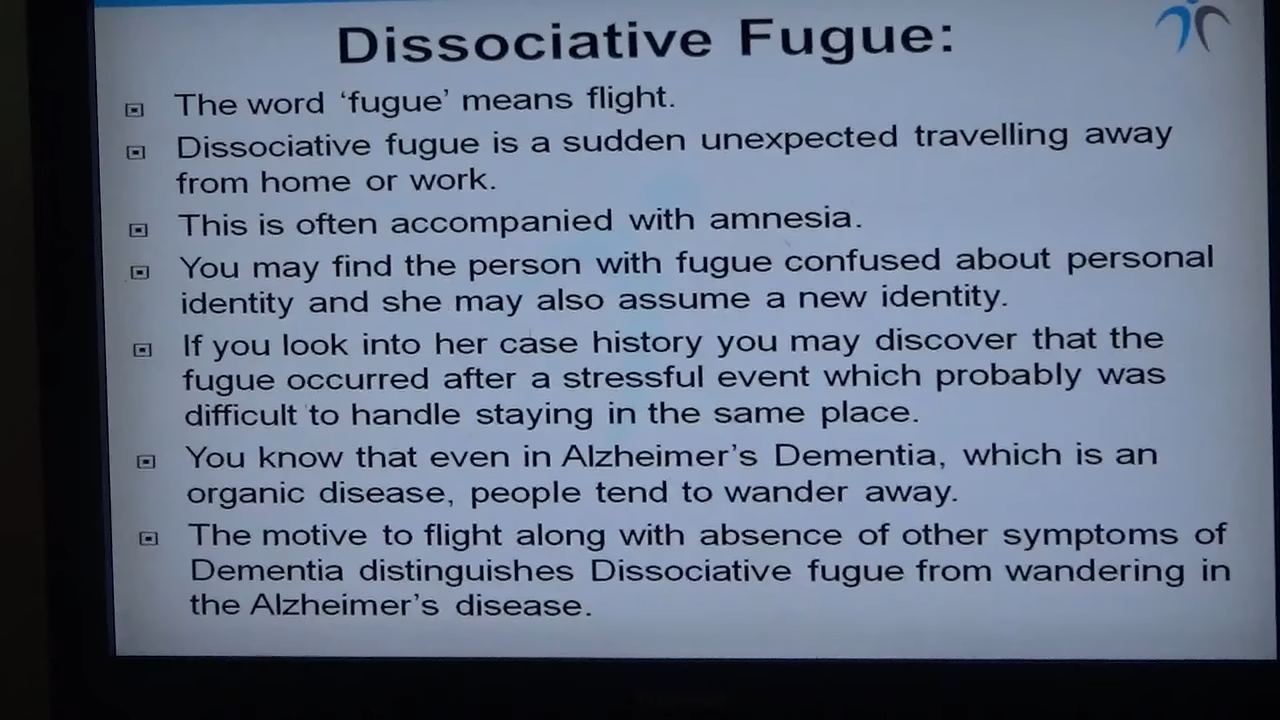 Dissociative Fugue:
The word ‘fugue’ means flight.
Dissociative fugue is a sudden unexpected travelling away
from home or work.
This is often accompanied with amnesia.
You may find the person with fugue confused about personal
identity and she may also assume a new identity.
If you look into her case history you may discover that the
fugue occurred after a stressful event which probably was
difficult to handle staying in the same place.
You know that even in Alzheimer’s Dementia, which is an
organic disease, people tend to wander away.
The motive to flight along with absence of other symptoms of
Dementia distinguishes Dissociative fugue from wandering in
the Alzheimer’s disease.